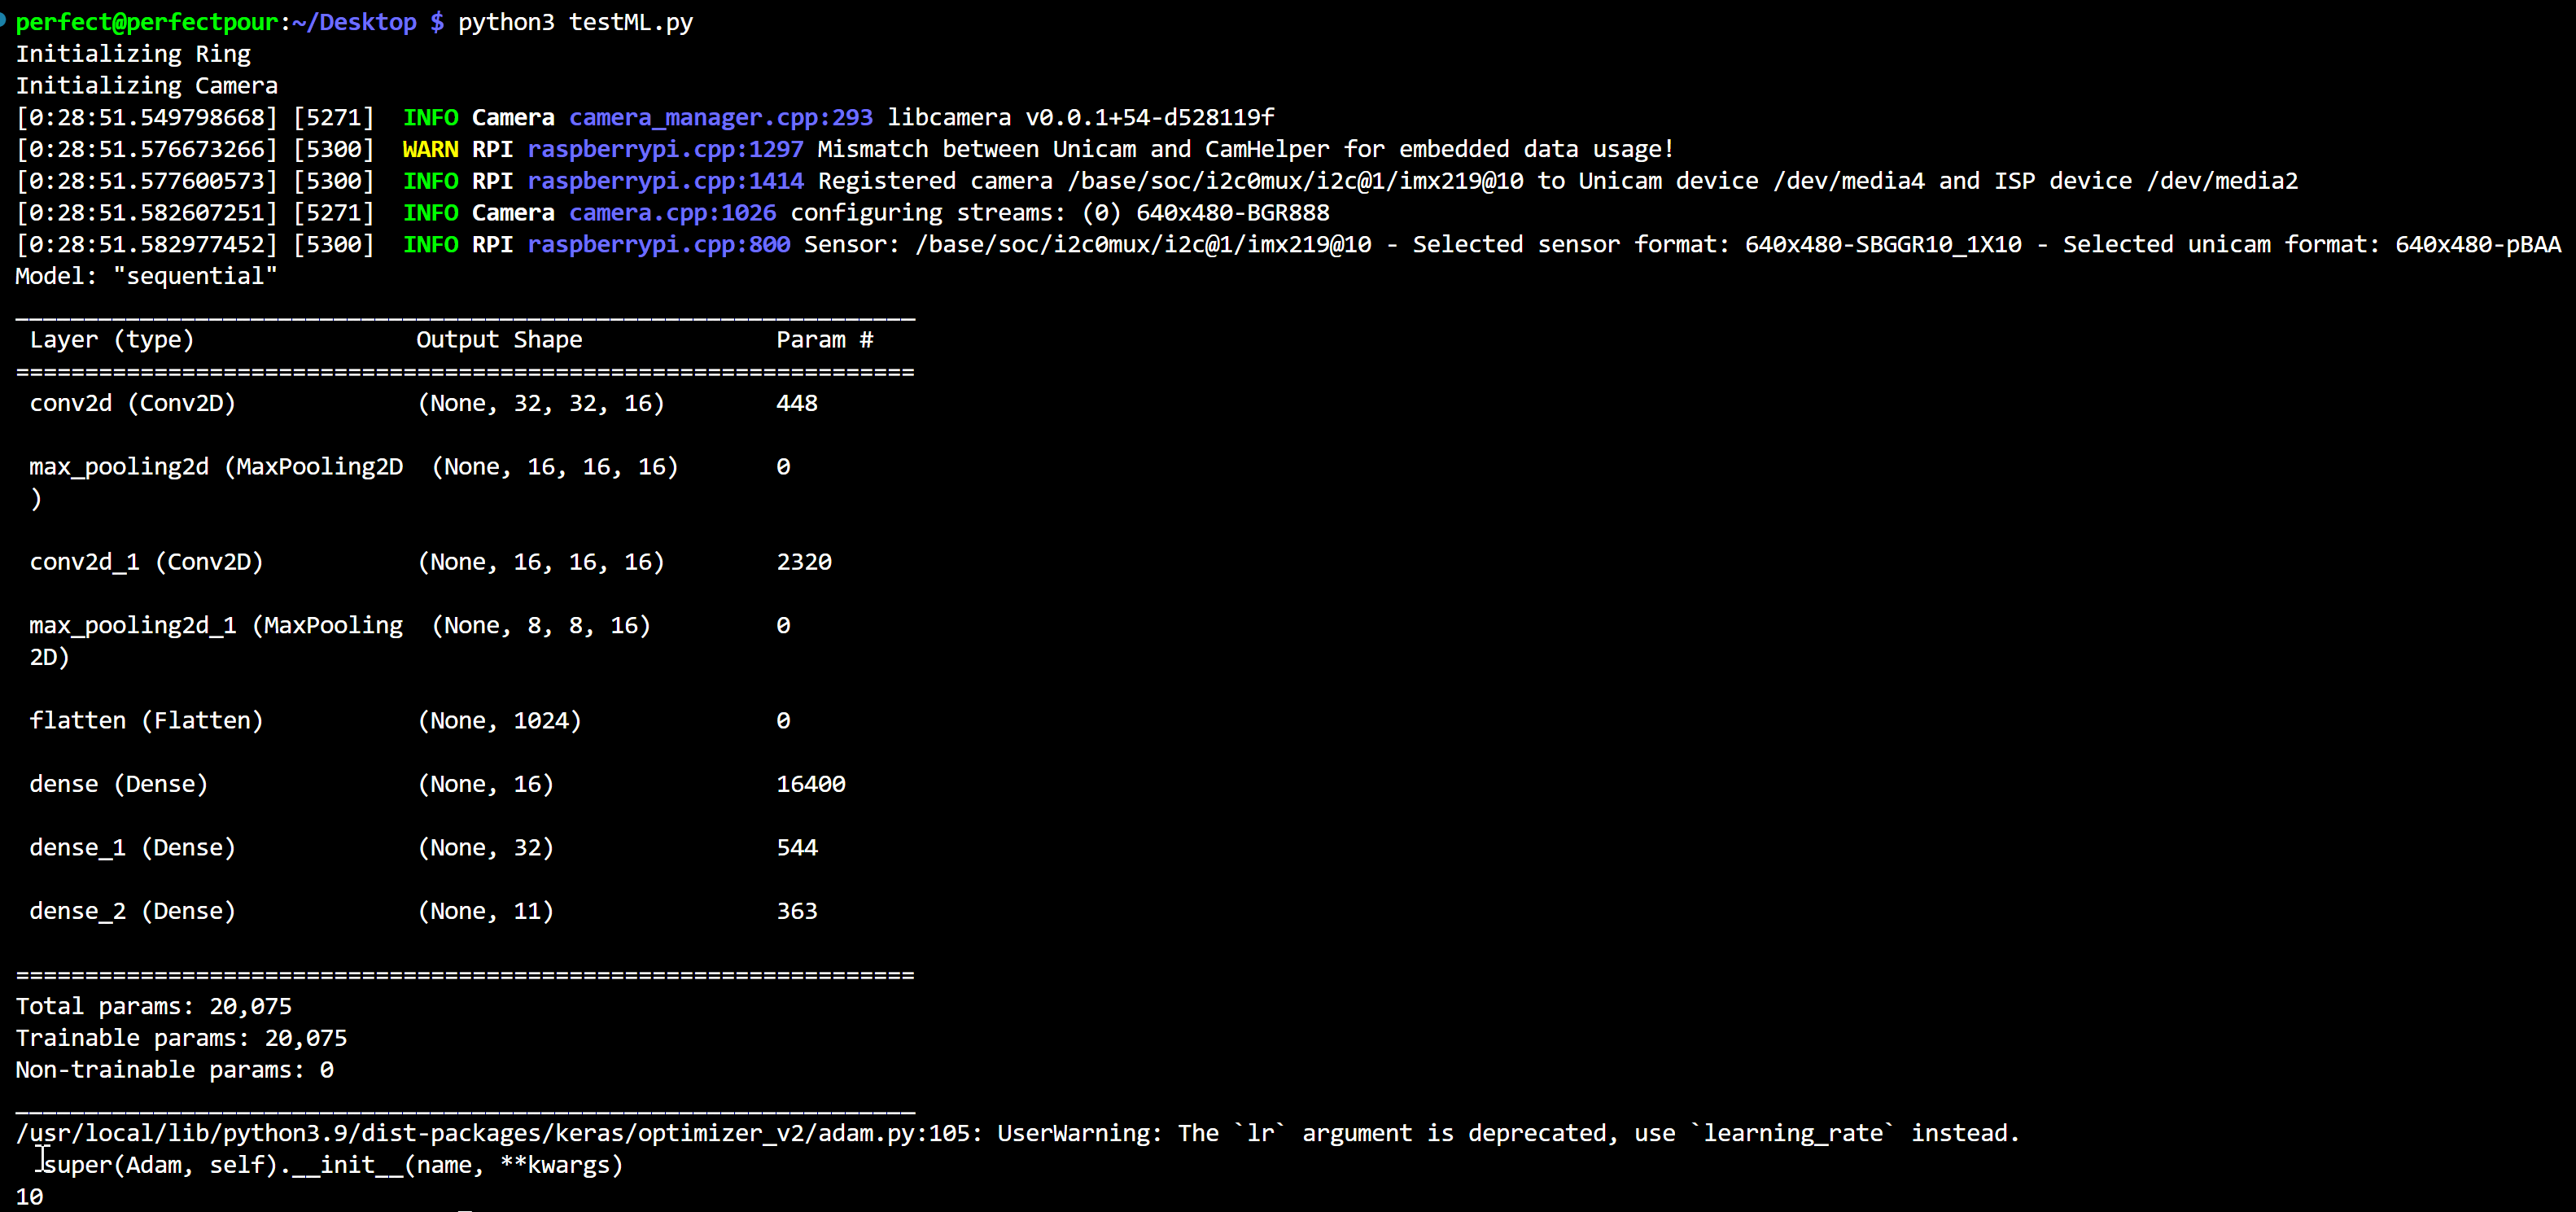 perfect@perfectpour:~/Desktop $ python3 testML.py
Initializing Ring
Initializing Camera
[0:28:51.549798668] [5271]  INFO Camera camera_manager.cpp:293 libcamera v0.0.1+54-d528119f
[0:28:51.576673266] [5300]  WARN RPI raspberrypi.cpp:1297 Mismatch between Unicam and CamHelper for embedded data usage!
[0:28:51.577600573] [5300]  INFO RPI raspberrypi.cpp:1414 Registered camera /base/soc/i2c0mux/i2c@1/imx219@10 to Unicam device /dev/media4 and ISP device /dev/media2
[0:28:51.582607251] [5271]  INFO Camera camera.cpp:1026 configuring streams: (0) 640x480-BGR888
[0:28:51.582977452] [5300]  INFO RPI raspberrypi.cpp:800 Sensor: /base/soc/i2c0mux/i2c@1/imx219@10 - Selected sensor format: 640x480-SBGGR10_1X10 - Selected unicam format: 640x480-pBAA
Model: "sequential"
_________________________________________________________________
 Layer (type)                Output Shape              Param #
=================================================================
 conv2d (Conv2D)             (None, 32, 32, 16)        448
 max_pooling2d (MaxPooling2D  (None, 16, 16, 16)       0
 )
 conv2d_1 (Conv2D)           (None, 16, 16, 16)        2320
 max_pooling2d_1 (MaxPooling  (None, 8, 8, 16)         0
 2D)
 flatten (Flatten)           (None, 1024)              0
 dense (Dense)               (None, 16)                16400
 dense_1 (Dense)             (None, 32)                544
 dense_2 (Dense)             (None, 11)                363
=================================================================
Total params: 20,075
Trainable params: 20,075
Non-trainable params: 0
_________________________________________________________________
/usr/local/lib/python3.9/dist-packages/keras/optimizer_v2/adam.py:105: UserWarning: The `lr` argument is deprecated, use `learning_rate` instead.
  super(Adam, self).__init__(name, **kwargs)
10